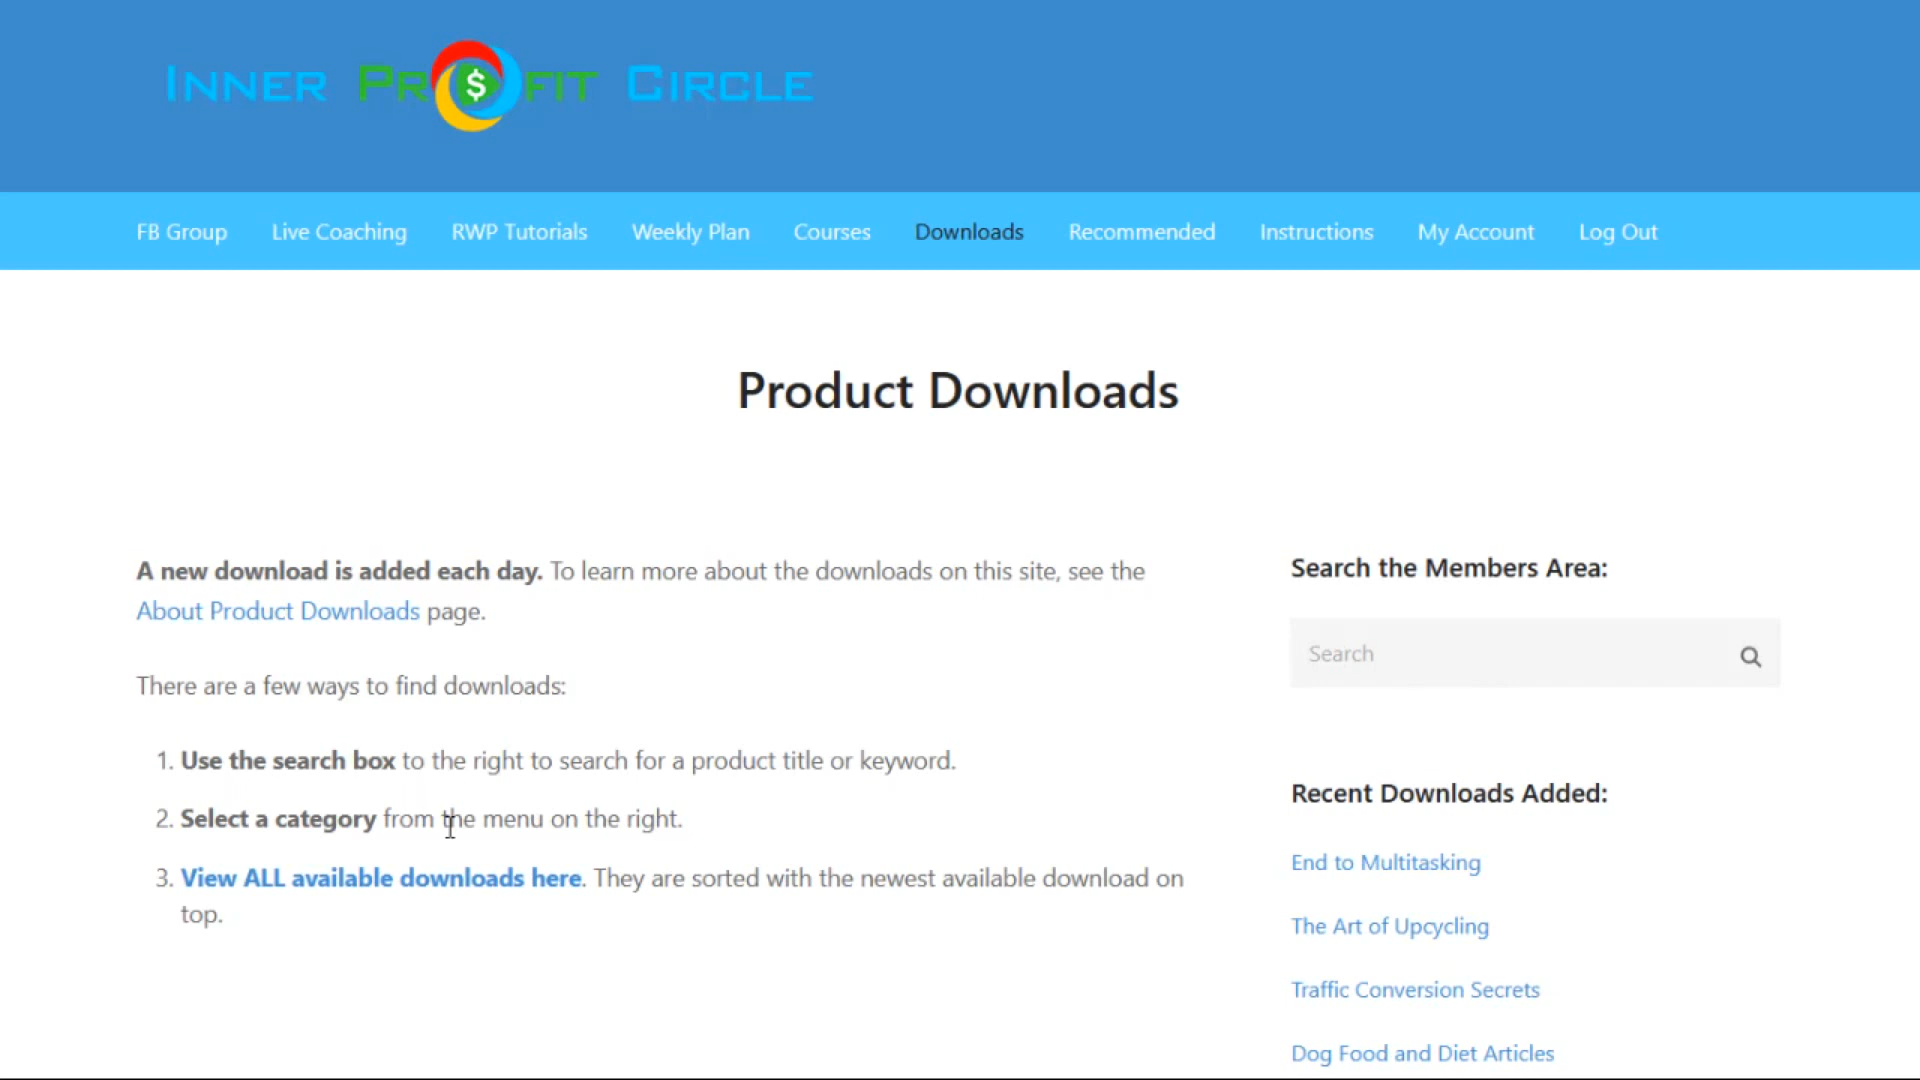 Inner Profit Circle
FB Group Live Coaching RWP Tutorials Weekly Plan Courses Downloads Recommended Instructions My Account Log Out
Product Downloads
A new download is added each day. To learn more about the downloads on this site, see the
About Product Downloads page.
There are a few ways to find downloads:
1. Use the search box to the right to search for a product title or keyword.
2. Select a category from the menu on the right.
3. View ALL available downloads here. They are sorted with the newest available download on
top.
Search the Members Area:
Search
Recent Downloads Added:
End to Multitasking
The Art of Upcycling
Traffic Conversion Secrets
Dog Food and Diet Articles